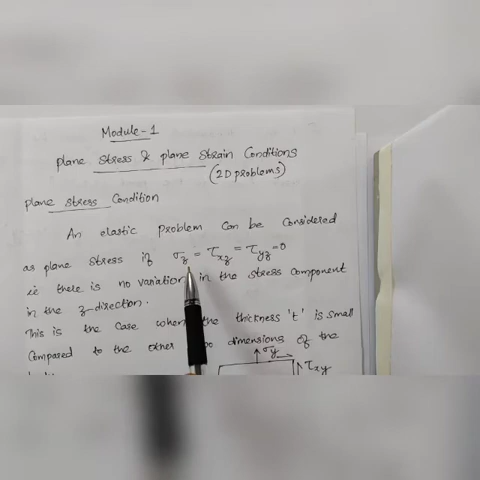 Module-1
plane Stress & plane Strain Conditions
(2D problems)
plane stress Condition
An elastic problem can be considered
as plane stress if σz = τxz = τyz = 0
ie there is no variation in the stress component
in the z-direction.
This is the case when the thickness 't' is small
Compared to the other dimensions of the
σy
τxy